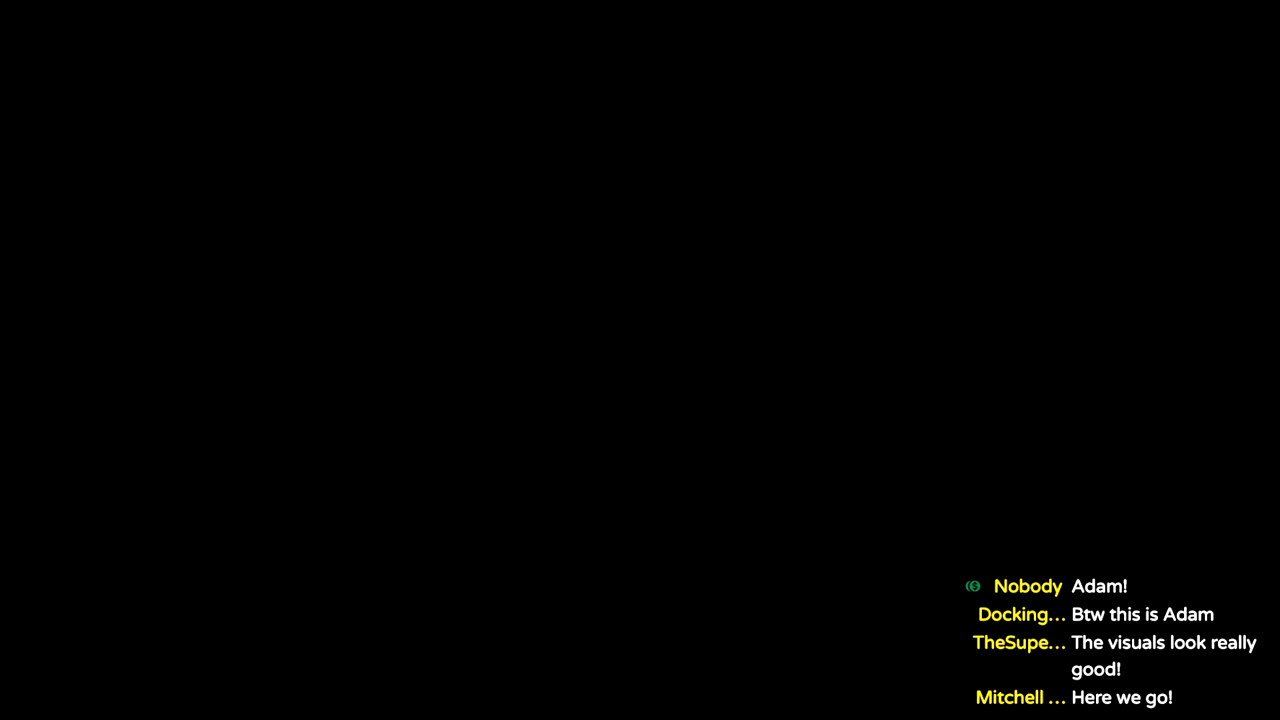 Nobody Adam!
Docking... Btw this is Adam
TheSupe... The visuals look really
good!
Mitchell ... Here we go!